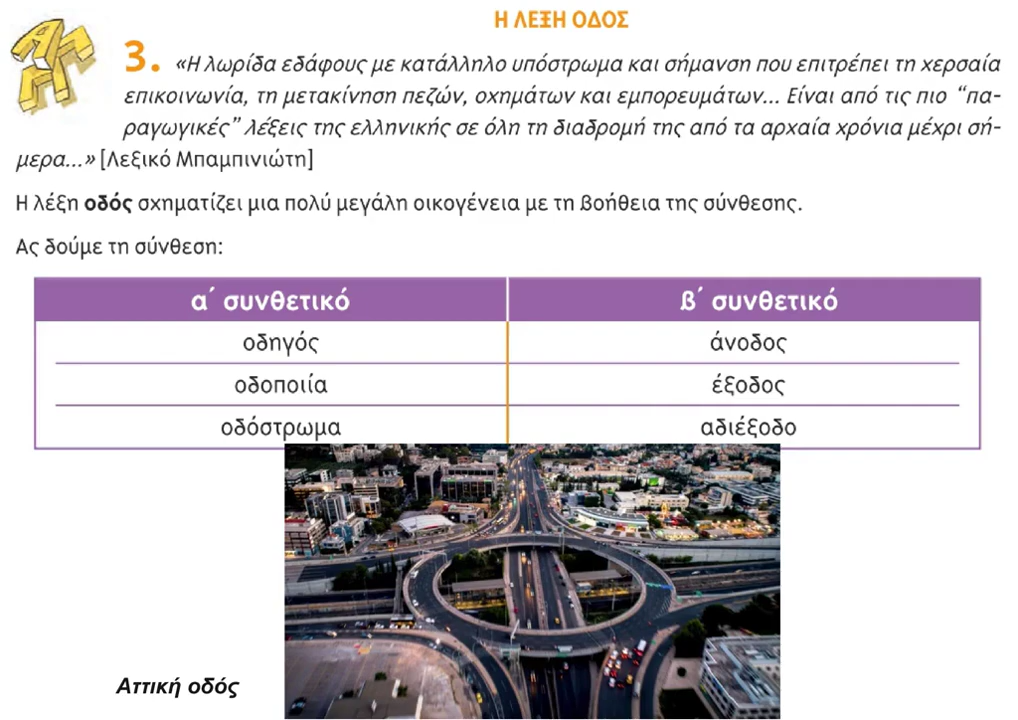 Η ΛΕΞΗ ΟΔΟΣ
3. «Η λωρίδα εδάφους με κατάλληλο υπόστρωμα και σήμανση που επιτρέπει τη χερσαία
επικοινωνία, τη μετακίνηση πεζών, οχημάτων και εμπορευμάτων... Είναι από τις πιο “πα-
ραγωγικές” λέξεις της ελληνικής σε όλη τη διαδρομή της από τα αρχαία χρόνια μέχρι σή-
μερα...» [Λεξικό Μπαμπινιώτη]
Η λέξη οδός σχηματίζει μια πολύ μεγάλη οικογένεια με τη βοήθεια της σύνθεσης.
Ας δούμε τη σύνθεση:
α΄ συνθετικό β΄ συνθετικό
οδηγός άνοδος
οδοποιία έξοδος
οδόστρωμα αδιέξοδο
Αττική οδός